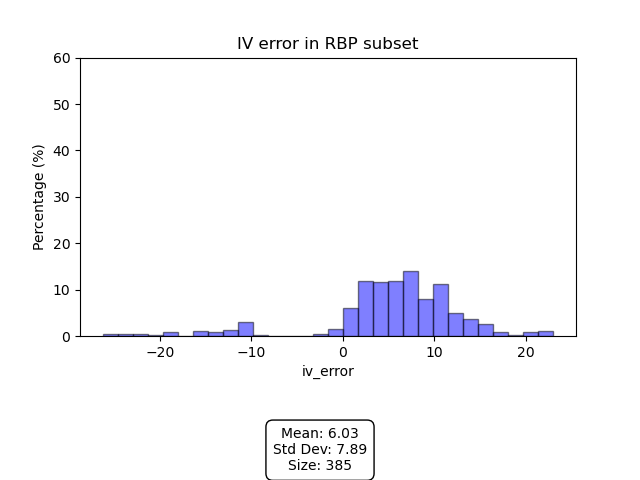 IV error in RBP subset
60
50
40
30
20
10
0
Percentage (%)
−20
−10
0
10
20
iv_error
Mean: 6.03
Std Dev: 7.89
Size: 385